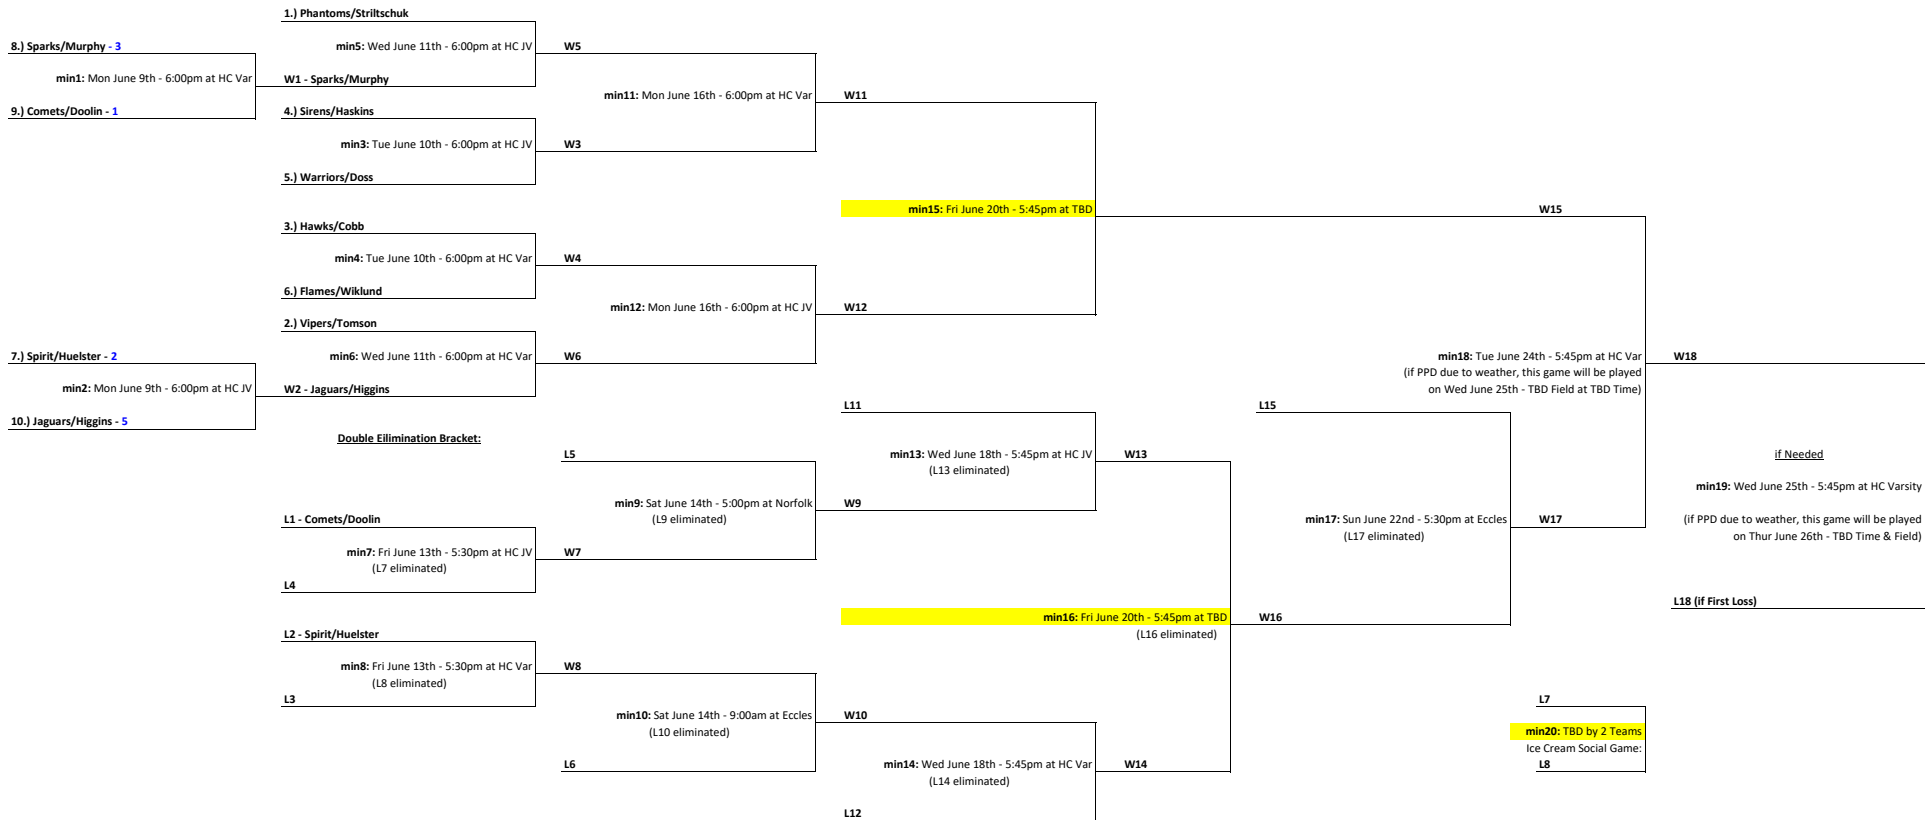 1.) Phantoms/Striltschuk
8.) Sparks/Murphy - 3
min5: Wed June 11th - 6:00pm at HC JV
W5
min1: Mon June 9th - 6:00pm at HC Var
W1 - Sparks/Murphy
min11: Mon June 16th - 6:00pm at HC Var
W11
9.) Comets/Doolin - 1
4.) Sirens/Haskins
min3: Tue June 10th - 6:00pm at HC JV
W3
5.) Warriors/Doss
min15: Fri June 20th - 5:45pm at TBD
W15
3.) Hawks/Cobb
min4: Tue June 10th - 6:00pm at HC Var
W4
6.) Flames/Wiklund
min12: Mon June 16th - 6:00pm at HC JV
W12
2.) Vipers/Tomson
7.) Spirit/Huelster - 2
min6: Wed June 11th - 6:00pm at HC Var
W6
min18: Tue June 24th - 5:45pm at HC Var
W18
(if PPD due to weather, this game will be played
on Wed June 25th - TBD Field at TBD Time)
min2: Mon June 9th - 6:00pm at HC JV
W2 - Jaguars/Higgins
L11
L15
10.) Jaguars/Higgins - 5
Double Eilimination Bracket:
L5
min13: Wed June 18th - 5:45pm at HC JV
W13
(L13 eliminated)
if Needed
min19: Wed June 25th - 5:45pm at HC Varsity
min9: Sat June 14th - 5:00pm at Norfolk
W9
(L9 eliminated)
L1 - Comets/Doolin
min17: Sun June 22nd - 5:30pm at Eccles
W17
(L17 eliminated)
(if PPD due to weather, this game will be played
on Thur June 26th - TBD Time & Field)
min7: Fri June 13th - 5:30pm at HC JV
W7
(L7 eliminated)
L4
L18 (if First Loss)
min16: Fri June 20th - 5:45pm at TBD
W16
(L16 eliminated)
L2 - Spirit/Huelster
min8: Fri June 13th - 5:30pm at HC Var
W8
(L8 eliminated)
L3
L7
min10: Sat June 14th - 9:00am at Eccles
W10
(L10 eliminated)
min20: TBD by 2 Teams
Ice Cream Social Game:
L6
min14: Wed June 18th - 5:45pm at HC Var
W14
L8
(L14 eliminated)
L12